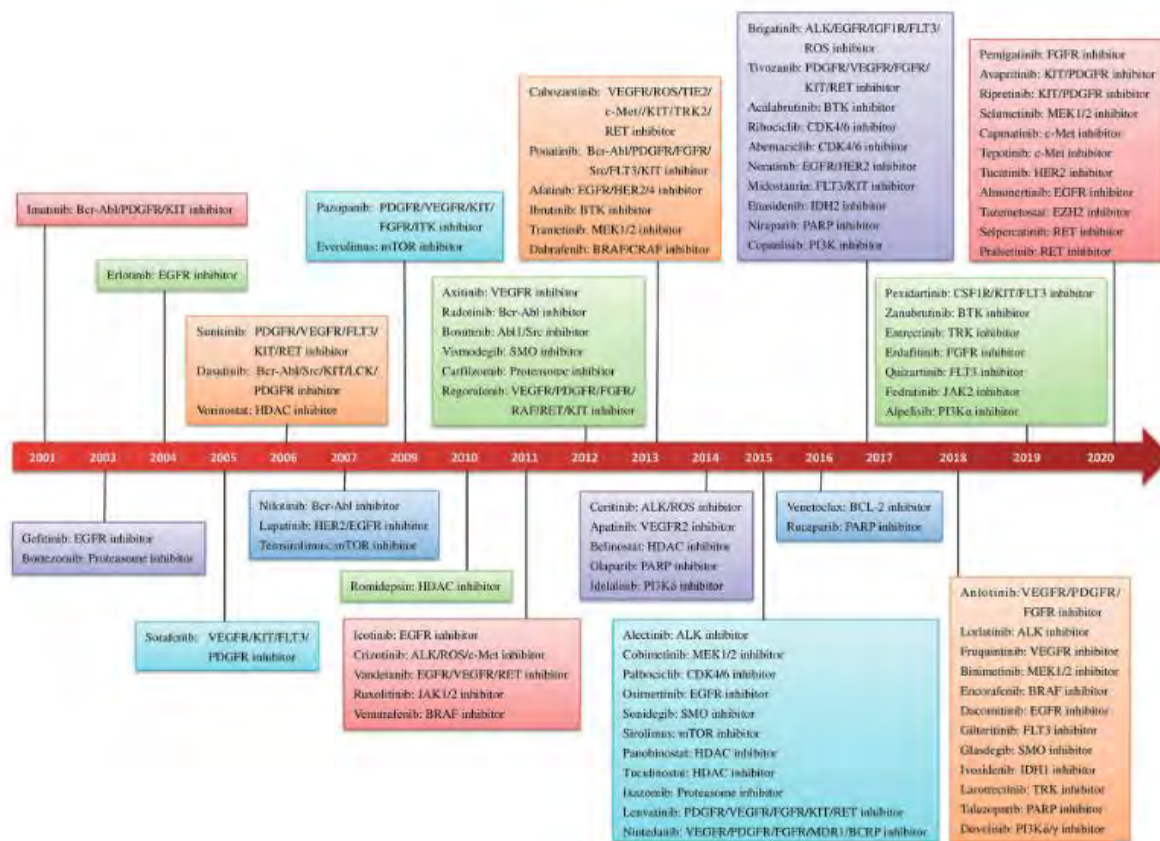 Imatinib: Bcr-Abl/PDGFR/KIT inhibitor
Erlotinib: EGFR inhibitor
Sunitinib: PDGFR/VEGFR/FLT3/
KIT/RET inhibitor
Dasatinib: Bcr-Abl/Src/KIT/LCK/
PDGFR inhibitor
Vorinostat: HDAC inhibitor
Pazopanib: PDGFR/VEGFR/KIT/
FGFR/ITK inhibitor
Everolimus: mTOR inhibitor
Axitinib: VEGFR inhibitor
Radotinib: Bcr-Abl inhibitor
Bosutinib: Abl1/Src inhibitor
Vismodegib: SMO inhibitor
Carfilzomb: Proteasome inhibitor
Regorafenib: VEGFR/PDGFR/FGFR/
RAF/RET/KIT inhibitor
Cabozantinib: VEGFR/ROS/TIE2/
c-Met//KIT/TRK2/
RET inhibitor
Ponatinib: Bcr-Abl/PDGFR/FGFR/
Src/FLT3/KIT inhibitor
Afatinib: EGFR/HER2/4 inhibitor
Ibrutinib: BTK inhibitor
Trametinib: MEK1/2 inhibitor
Dabrafenib: BRAF/CRAF inhibitor
Brigatinib: ALK/EGFR/IGF1R/FLT3/
ROS inhibitor
Tivozanib: PDGFR/VEGFR/FGFR/
KIT/RET inhibitor
Acalabrutinib: BTK inhibitor
Ribociclib: CDK4/6 inhibitor
Abemaciclib: CDK4/6 inhibitor
Neratinib: EGFR/HER2 inhibitor
Midostaurin: FLT3/KIT inhibitor
Enasidenib: IDH2 inhibitor
Niraparib: PARP inhibitor
Copanlisib: PI3K inhibitor
Pexidartinib: CSF1R/KIT/FLT3 inhibitor
Zanubrutinib: BTK inhibitor
Entrectinib: TRK inhibitor
Erdafitinib: FGFR inhibitor
Quizartinib: FLT3 inhibitor
Fedratinib: JAK2 inhibitor
Alpelisib: PI3Kα inhibitor
Pemigatinib: FGFR inhibitor
Avapritinib: KIT/PDGFR inhibitor
Ripretinib: KIT/PDGFR inhibitor
Selumetinib: MEK1/2 inhibitor
Capmatinib: c-Met inhibitor
Tepotinib: c-Met inhibitor
Tucatinib: HER2 inhibitor
Almonertinib: EGFR inhibitor
Tazemetostat: EZH2 inhibitor
Selpercatinib: RET inhibitor
Pralsetinib: RET inhibitor
2001 2003 2004 2005 2006 2007 2009 2010 2011 2012 2013 2014 2015 2016 2017 2018 2019 2020
Gefitinib: EGFR inhibitor
Bortezomib: Proteasome inhibitor
Sorafenib: VEGFR/KIT/FLT3/
PDGFR inhibitor
Nilotinib: Bcr-Abl inhibitor
Lapatinib: HER2/EGFR inhibitor
Temsirolimus: mTOR inhibitor
Romidepsin: HDAC inhibitor
Icotinib: EGFR inhibitor
Crizotinib: ALK/ROS/c-Met inhibitor
Vandetanib: EGFR/VEGFR/RET inhibitor
Ruxolitinib: JAK1/2 inhibitor
Vemurafenib: BRAF inhibitor
Ceritinib: ALK/ROS inhibitor
Apatinib: VEGFR2 inhibitor
Belinostat: HDAC inhibitor
Olaparib: PARP inhibitor
Idelalisib: PI3Kδ inhibitor
Alectinib: ALK inhibitor
Cobimetinib: MEK1/2 inhibitor
Palbociclib: CDK4/6 inhibitor
Osimertinib: EGFR inhibitor
Sonidegib: SMO inhibitor
Sirolimus: mTOR inhibitor
Panobinostat: HDAC inhibitor
Tucidinostat: HDAC inhibitor
Ixazomib: Proteasome inhibitor
Lenvatinib: PDGFR/VEGFR/FGFR/KIT/RET inhibitor
Nintedanib: VEGFR/PDGFR/FGFR/MDR1/BCRP inhibitor
Venetoclax: BCL-2 inhibitor
Rucaparib: PARP inhibitor
Anlotinib: VEGFR/PDGFR/
FGFR inhibitor
Lorlatinib: ALK inhibitor
Fruquintinib: VEGFR inhibitor
Binimetinib: MEK1/2 inhibitor
Encorafenib: BRAF inhibitor
Dacomitinib: EGFR inhibitor
Gilteritinib: FLT3 inhibitor
Glasdegib: SMO inhibitor
Ivosidenib: IDH1 inhibitor
Larotrectinib: TRK inhibitor
Talazoparib: PARP inhibitor
Duvelisib: PI3Kδ/γ inhibitor